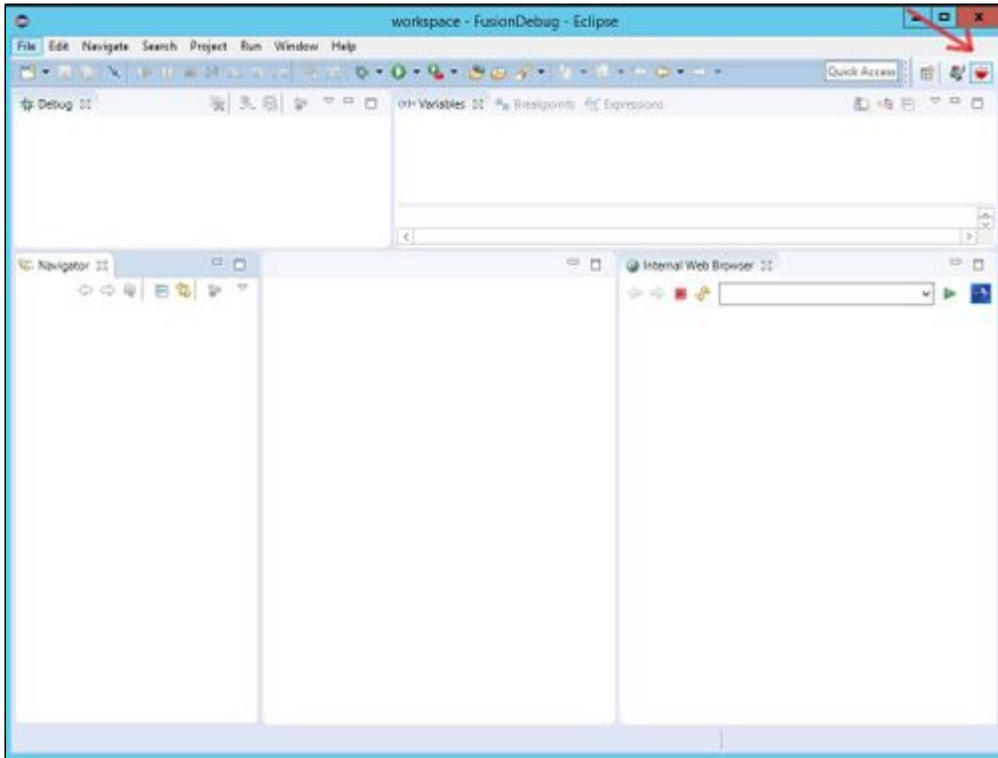 workspace - FusionDebug - Eclipse
File Edit Navigate Search Project Run Window Help
Quick Access
Debug
(x)= Variables Breakpoints Expressions
Navigator
Internal Web Browser